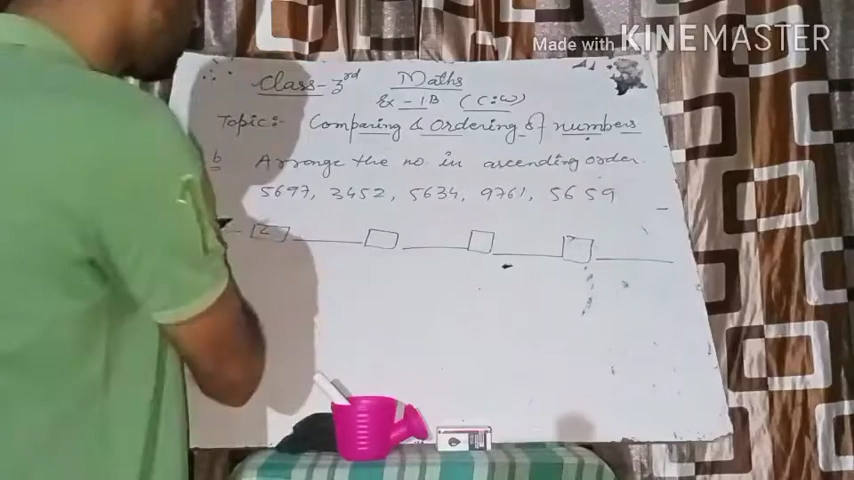 Made with KINEMASTER
Class - 3rd Maths
Ex - 1B (C:W)
Topic:- Comparing & Ordering of numbers
b Arrange the no. in ascending order.
5697, 3452, 5634, 9761, 5659
<